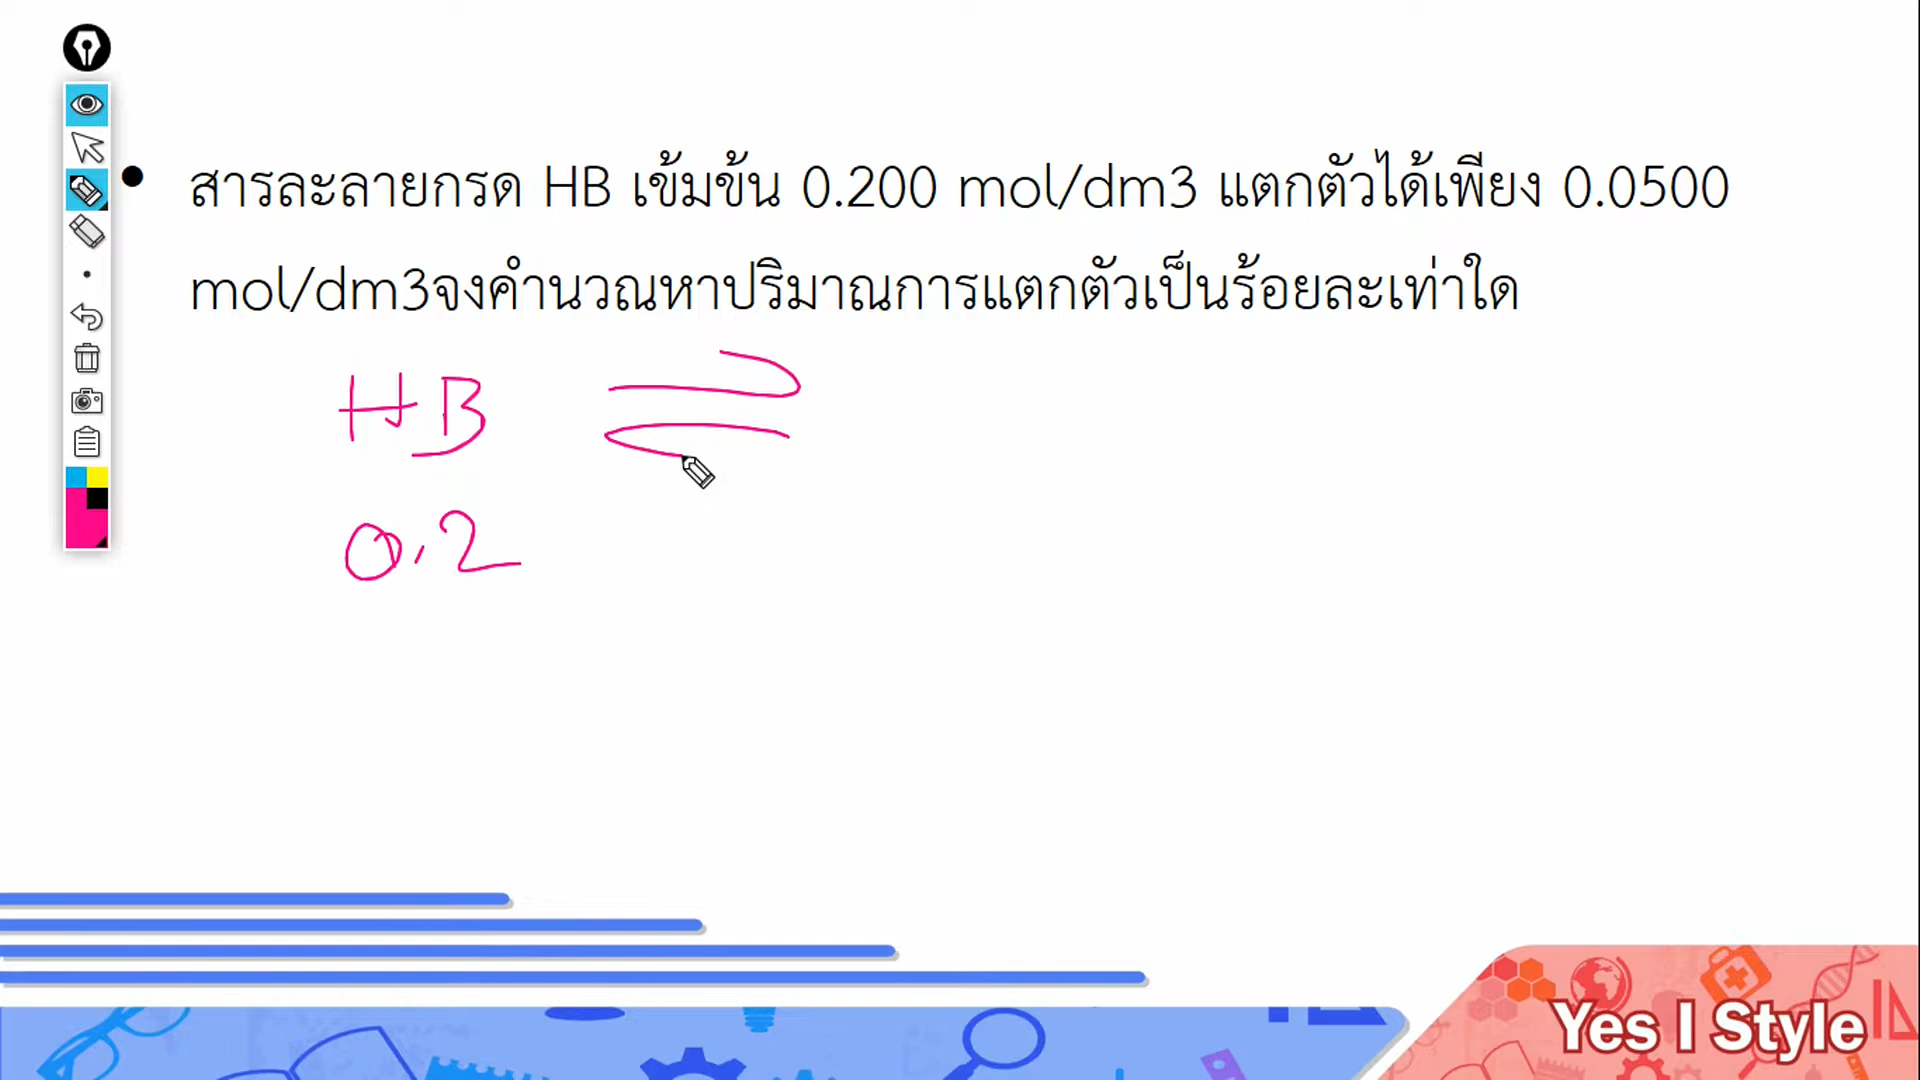 สารละลายกรด HB เข้มข้น 0.200 mol/dm3 แตกตัวได้เพียง 0.0500
mol/dm3จงคำนวณหาปริมาณการแตกตัวเป็นร้อยละเท่าใด
HB ⇌
0.2
Yes I Style